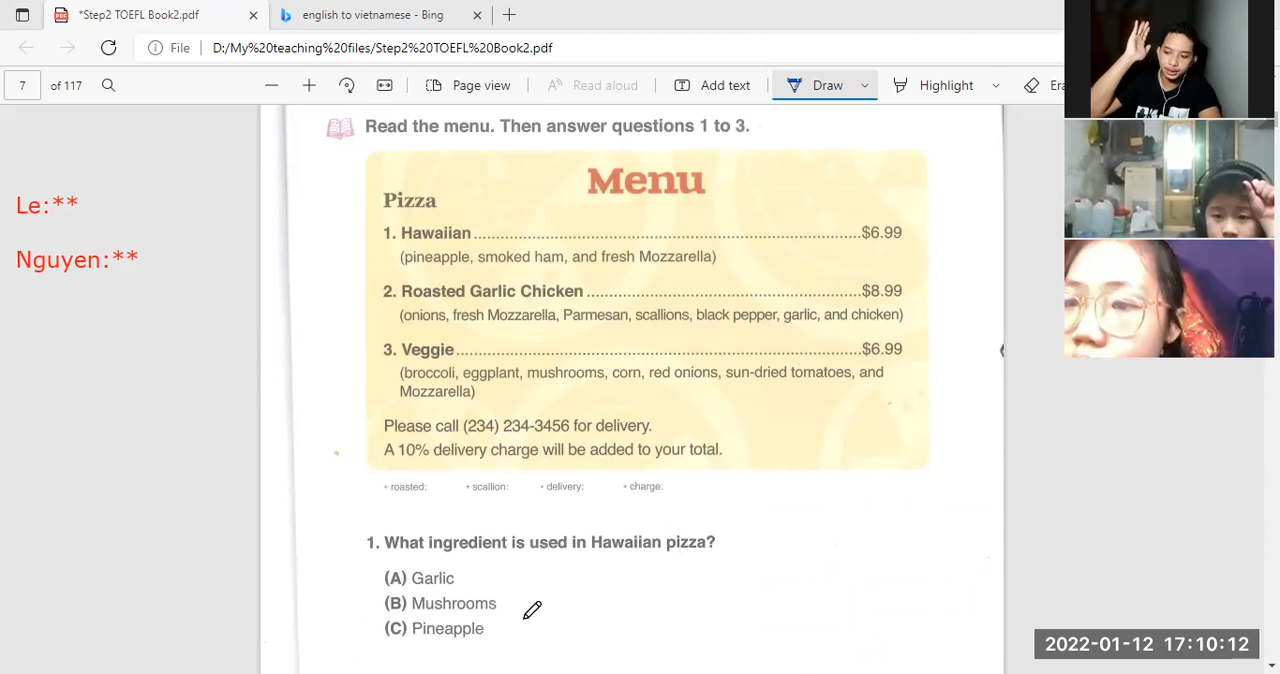 *Step2 TOEFL Book2.pdf
english to vietnamese - Bing
File D:/My%20teaching%20files/Step2%20TOEFL%20Book2.pdf
7 of 117 Page view Read aloud Add text Draw Highlight
Le:**
Nguyen:**
Read the menu. Then answer questions 1 to 3.
Menu
Pizza
1. Hawaiian ........ $6.99
(pineapple, smoked ham, and fresh Mozzarella)
2. Roasted Garlic Chicken ........ $8.99
(onions, fresh Mozzarella, Parmesan, scallions, black pepper, garlic, and chicken)
3. Veggie ........ $6.99
(broccoli, eggplant, mushrooms, corn, red onions, sun-dried tomatoes, and
Mozzarella)
Please call (234) 234-3456 for delivery.
A 10% delivery charge will be added to your total.
• roasted: • scallion: • delivery: • charge:
1. What ingredient is used in Hawaiian pizza?
(A) Garlic
(B) Mushrooms
(C) Pineapple
2022-01-12 17:10:12